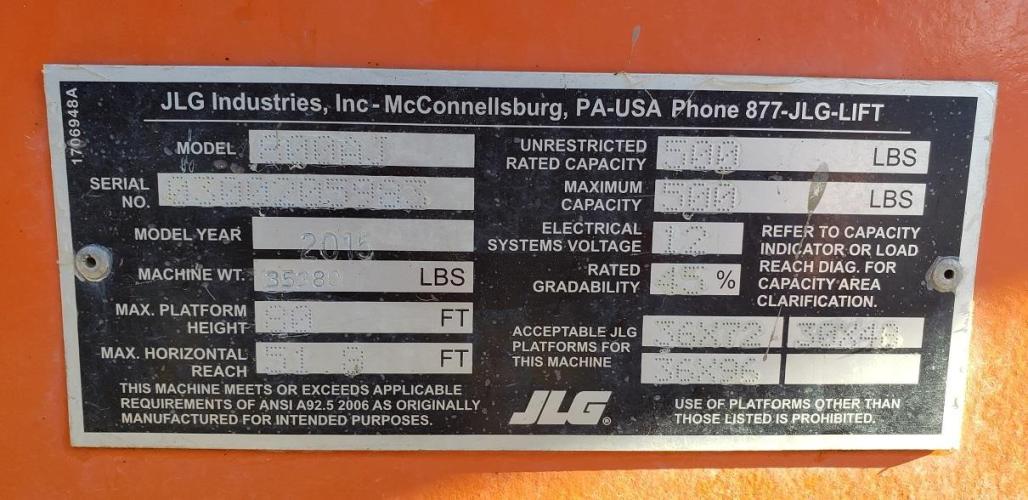 JLG Industries, Inc - McConnellsburg, PA-USA Phone 877-JLG-LIFT
1706948A
MODEL 800AJ
SERIAL
NO.
MODEL YEAR 2015
MACHINE WT. LBS
MAX. PLATFORM
HEIGHT 80 FT
MAX. HORIZONTAL
REACH 51.9 FT
THIS MACHINE MEETS OR EXCEEDS APPLICABLE
REQUIREMENTS OF ANSI A92.5 2006 AS ORIGINALLY
MANUFACTURED FOR INTENDED PURPOSES.
UNRESTRICTED
RATED CAPACITY 500 LBS
MAXIMUM
CAPACITY 500 LBS
ELECTRICAL
SYSTEMS VOLTAGE 12
RATED
GRADABILITY 45 %
REFER TO CAPACITY
INDICATOR OR LOAD
REACH DIAG. FOR
CAPACITY AREA
CLARIFICATION.
ACCEPTABLE JLG
PLATFORMS FOR
THIS MACHINE
36X72 30X48
36X96
JLG®
USE OF PLATFORMS OTHER THAN
THOSE LISTED IS PROHIBITED.